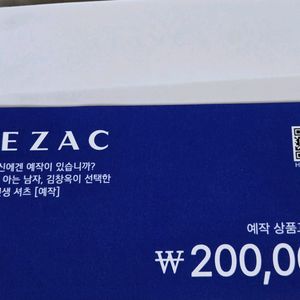 EZAC
신에겐 예작이 있습니까?
아는 남자, 김창옥이 선택한
생 셔츠 [예작]
예작 상품
₩ 200,00